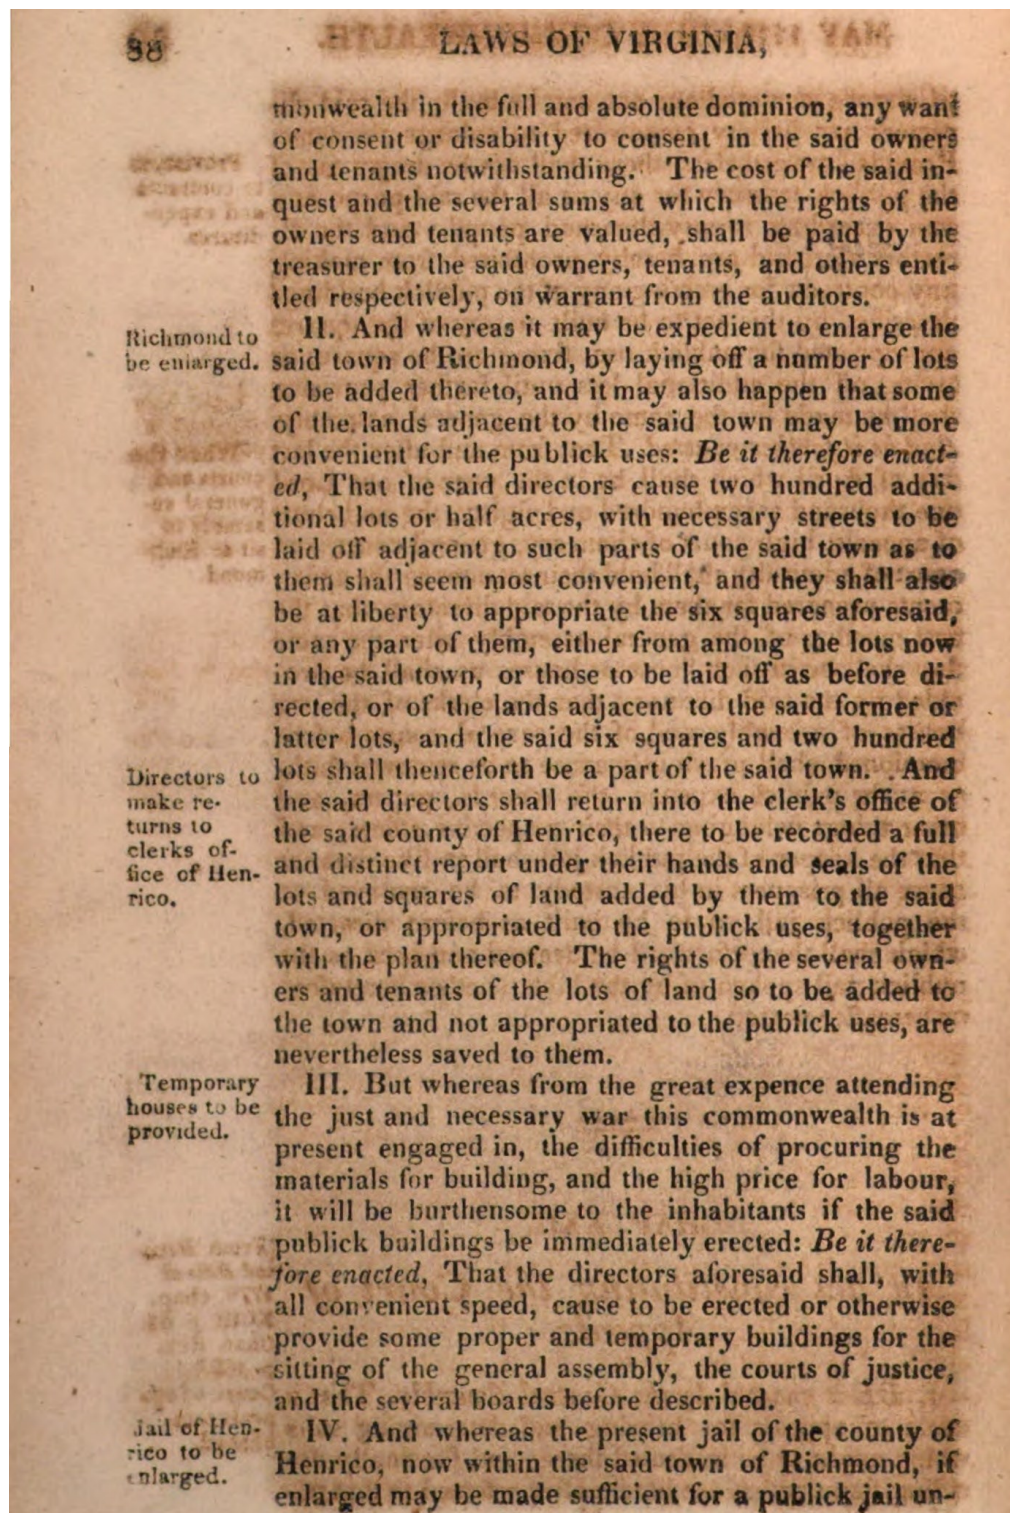 88
LAWS OF VIRGINIA,
monwealth in the full and absolute dominion, any want
of consent or disability to consent in the said owners
and tenants notwithstanding. The cost of the said in-
quest and the several sums at which the rights of the
owners and tenants are valued, shall be paid by the
treasurer to the said owners, tenants, and others enti-
tled respectively, on warrant from the auditors.
Richmond to
be enlarged.
II. And whereas it may be expedient to enlarge the
said town of Richmond, by laying off a number of lots
to be added thereto, and it may also happen that some
of the lands adjacent to the said town may be more
convenient for the publick uses: Be it therefore enact-
ed, That the said directors cause two hundred addi-
tional lots or half acres, with necessary streets to be
laid off adjacent to such parts of the said town as to
them shall seem most convenient, and they shall also
be at liberty to appropriate the six squares aforesaid,
or any part of them, either from among the lots now
in the said town, or those to be laid off as before di-
rected, or of the lands adjacent to the said former or
latter lots, and the said six squares and two hundred
lots shall thenceforth be a part of the said town. And
Directors to
make re-
turns to
clerks of-
fice of Hen-
rico.
the said directors shall return into the clerk's office of
the said county of Henrico, there to be recorded a full
and distinct report under their hands and seals of the
lots and squares of land added by them to the said
town, or appropriated to the publick uses, together
with the plan thereof. The rights of the several own-
ers and tenants of the lots of land so to be added to
the town and not appropriated to the publick uses, are
nevertheless saved to them.
Temporary
houses to be
provided.
III. But whereas from the great expence attending
the just and necessary war this commonwealth is at
present engaged in, the difficulties of procuring the
materials for building, and the high price for labour,
it will be burthensome to the inhabitants if the said
publick buildings be immediately erected: Be it there-
fore enacted, That the directors aforesaid shall, with
all convenient speed, cause to be erected or otherwise
provide some proper and temporary buildings for the
sitting of the general assembly, the courts of justice,
and the several boards before described.
Jail of Hen-
rico to be
enlarged.
IV. And whereas the present jail of the county of
Henrico, now within the said town of Richmond, if
enlarged may be made sufficient for a publick jail un-